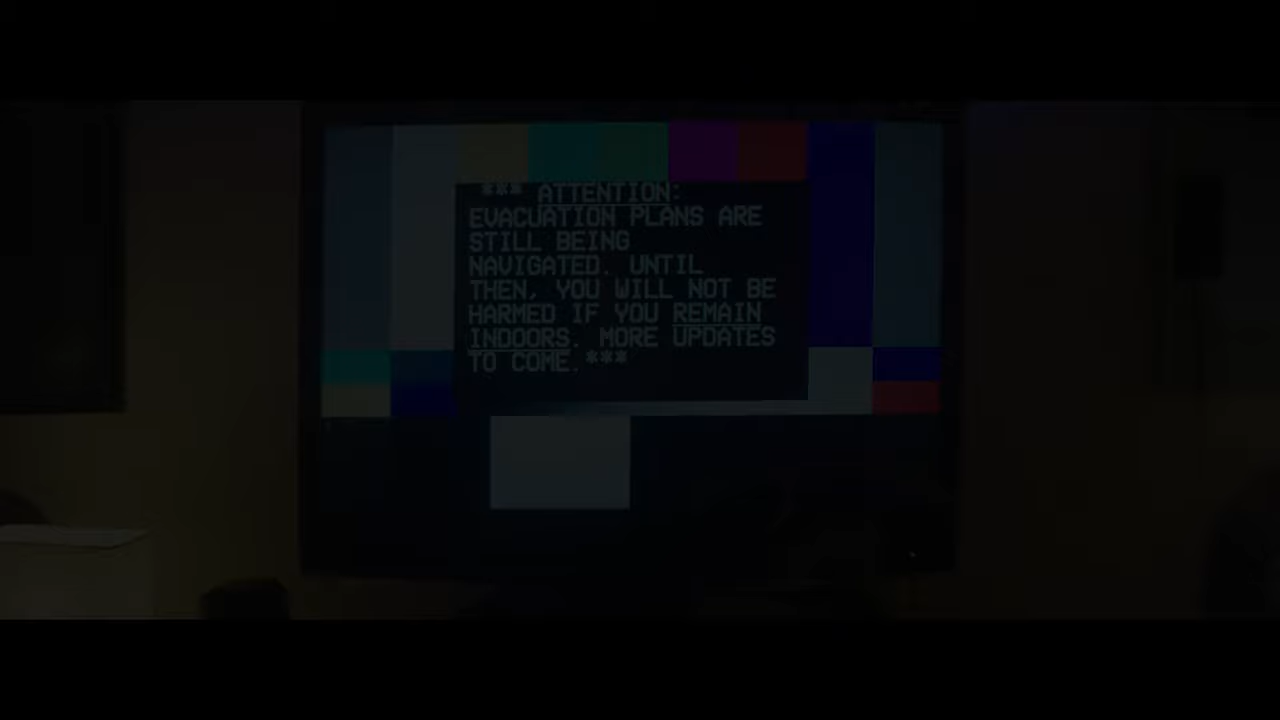 *** ATTENTION:
EVACUATION PLANS ARE
STILL BEING
NAVIGATED. UNTIL
THEN, YOU WILL NOT BE
HARMED IF YOU REMAIN
INDOORS. MORE UPDATES
TO COME.***